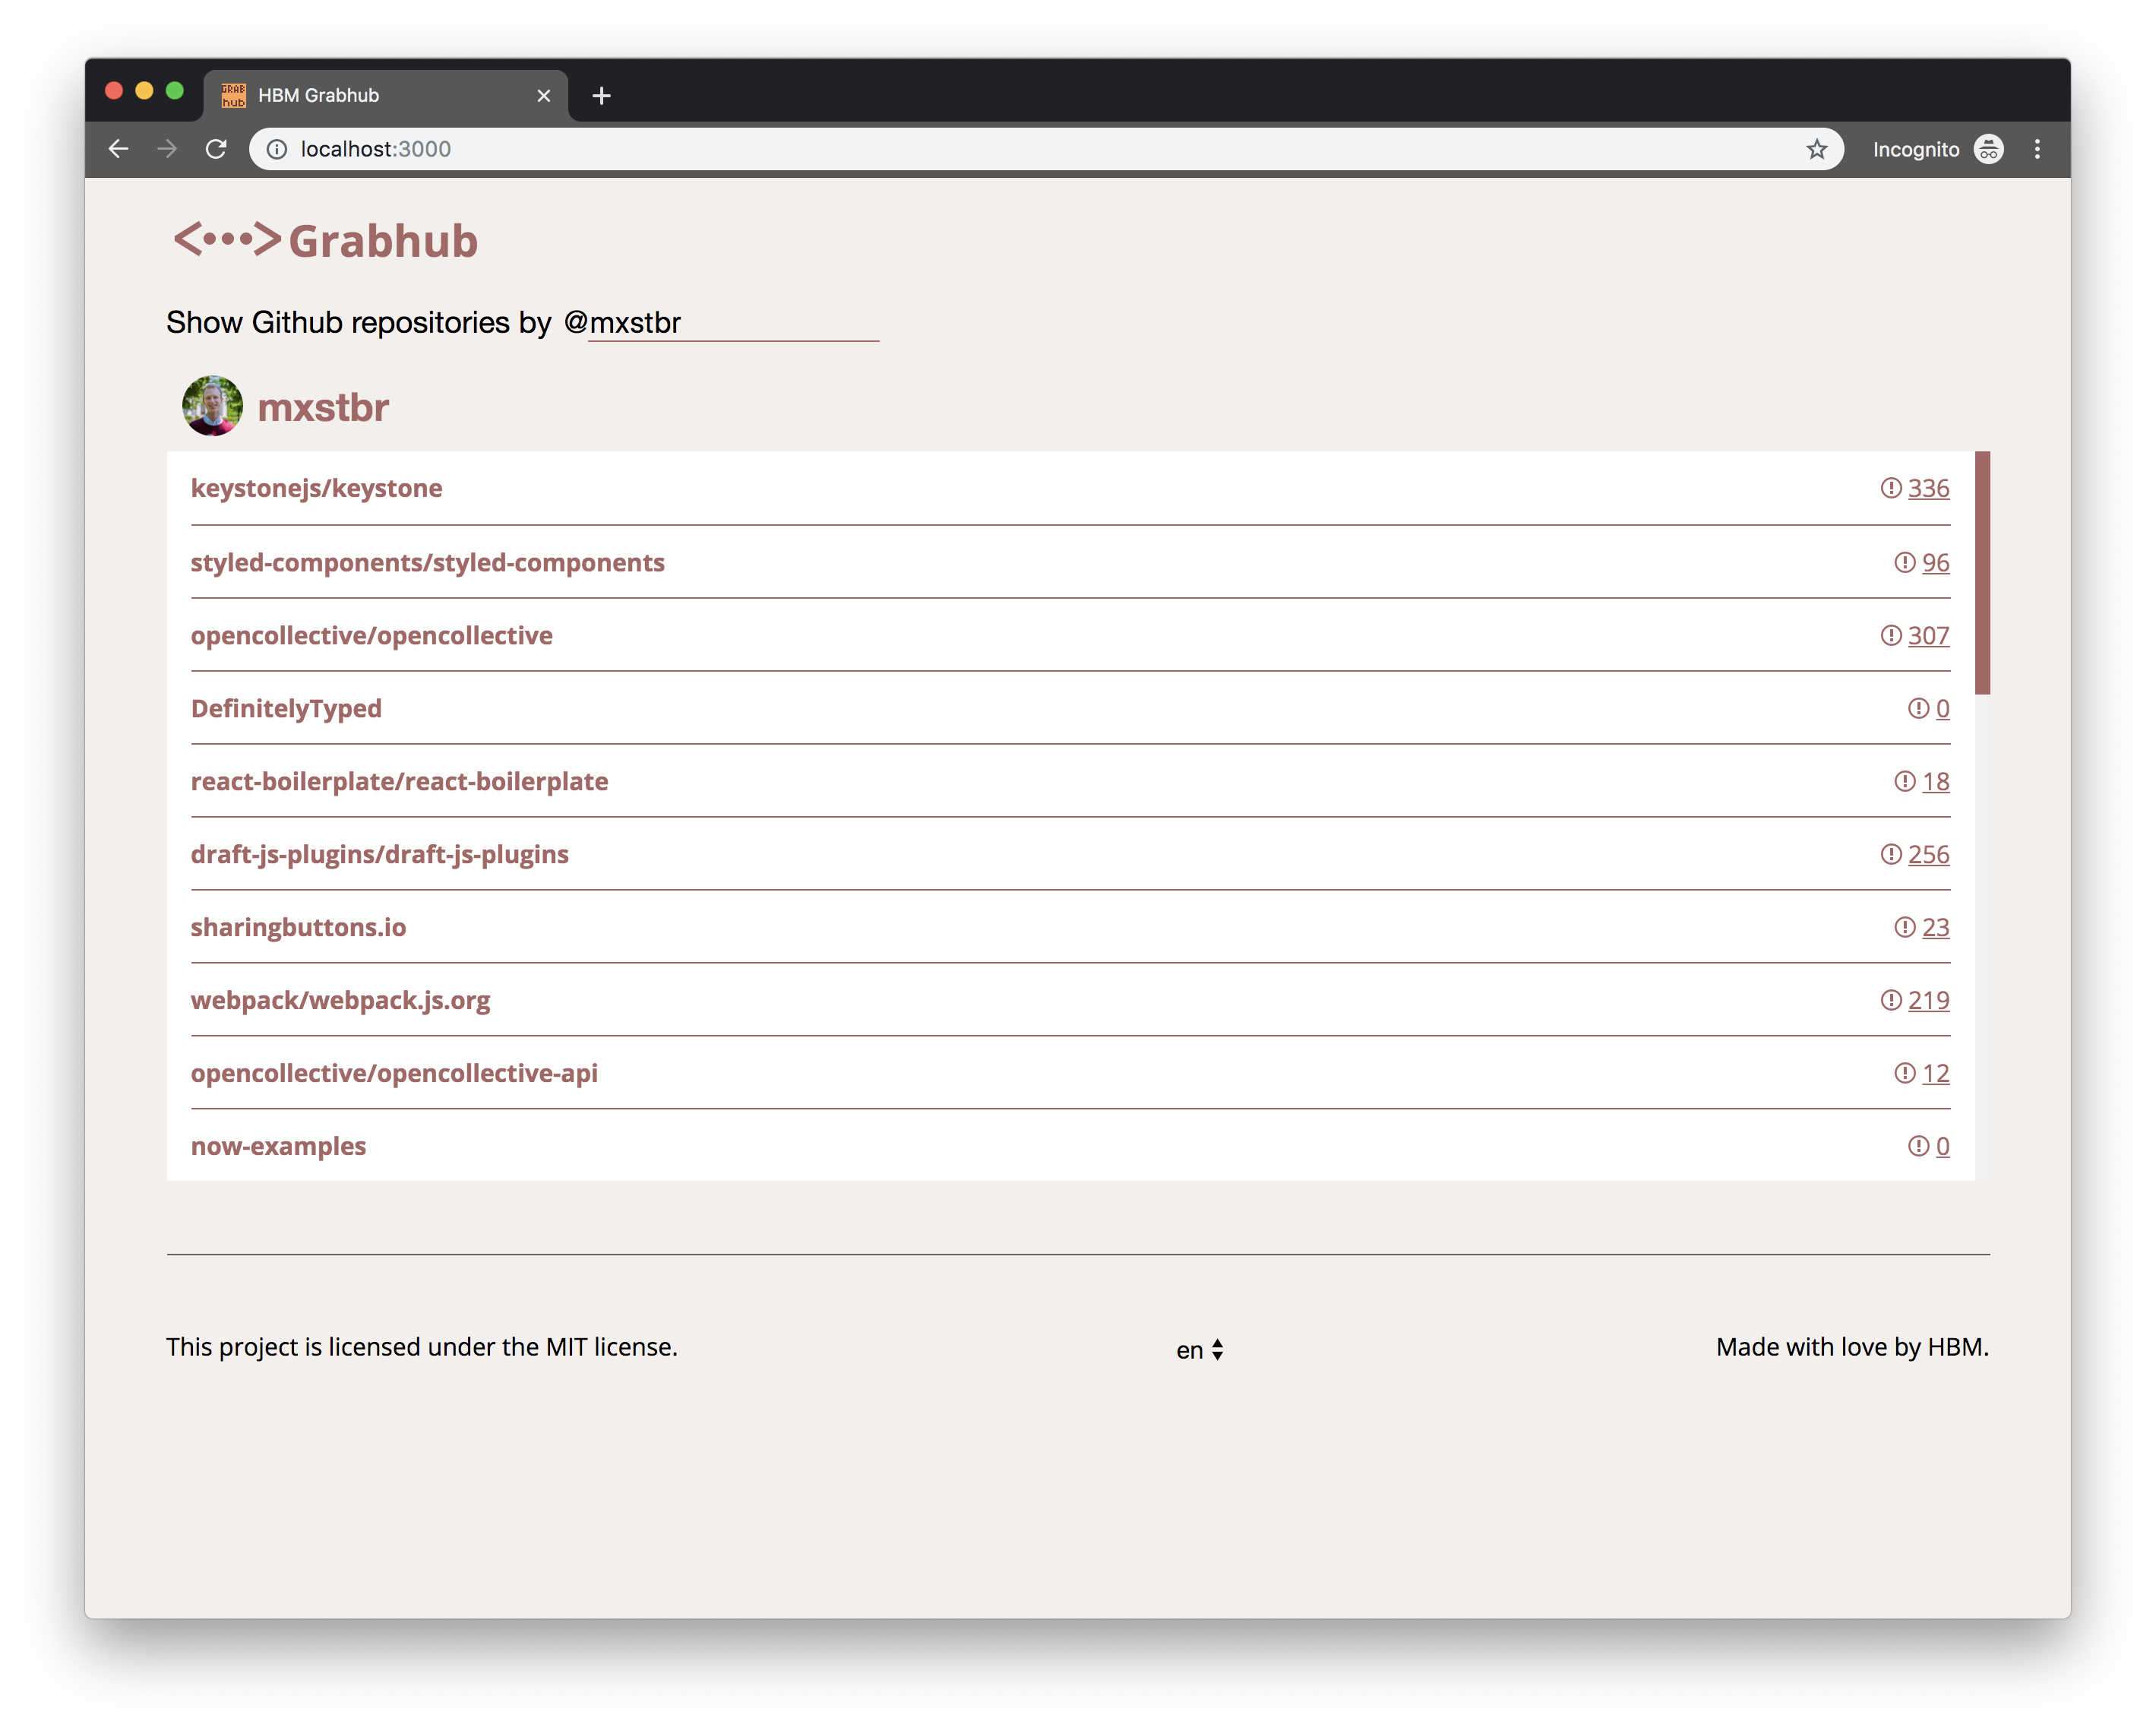 GRAB
hub
HBM Grabhub
localhost:3000
Incognito
<•••> Grabhub
Show Github repositories by @mxstbr
mxstbr
keystonejs/keystone 336
styled-components/styled-components 96
opencollective/opencollective 307
DefinitelyTyped 0
react-boilerplate/react-boilerplate 18
draft-js-plugins/draft-js-plugins 256
sharingbuttons.io 23
webpack/webpack.js.org 219
opencollective/opencollective-api 12
now-examples 0
This project is licensed under the MIT license. en Made with love by HBM.